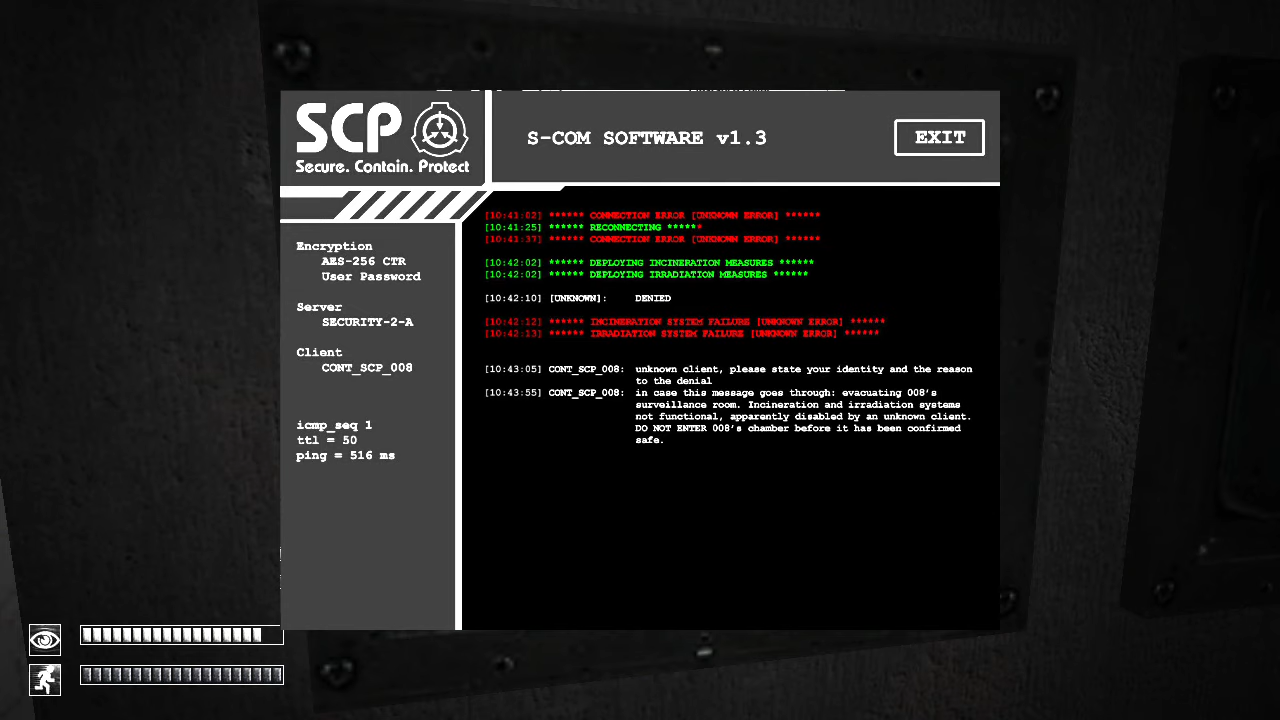 SCP
Secure. Contain. Protect
S-COM SOFTWARE v1.3
EXIT
Encryption
AES-256 CTR
User Password
Server
SECURITY-2-A
Client
CONT_SCP_008
icmp_seq 1
ttl = 50
ping = 516 ms
[10:41:02] ****** CONNECTION ERROR [UNKNOWN ERROR] ******
[10:41:25] ****** RECONNECTING ******
[10:41:37] ****** CONNECTION ERROR [UNKNOWN ERROR] ******
[10:42:02] ****** DEPLOYING INCINERATION MEASURES ******
[10:42:02] ****** DEPLOYING IRRADIATION MEASURES ******
[10:42:10] [UNKNOWN]: DENIED
[10:42:12] ****** INCINERATION SYSTEM FAILURE [UNKNOWN ERROR] ******
[10:42:13] ****** IRRADIATION SYSTEM FAILURE [UNKNOWN ERROR] ******
[10:43:05] CONT_SCP_008: unknown client, please state your identity and the reason
to the denial
[10:43:55] CONT_SCP_008: in case this message goes through: evacuating 008's
surveillance room. Incineration and irradiation systems
not functional, apparently disabled by an unknown client.
DO NOT ENTER 008's chamber before it has been confirmed
safe.